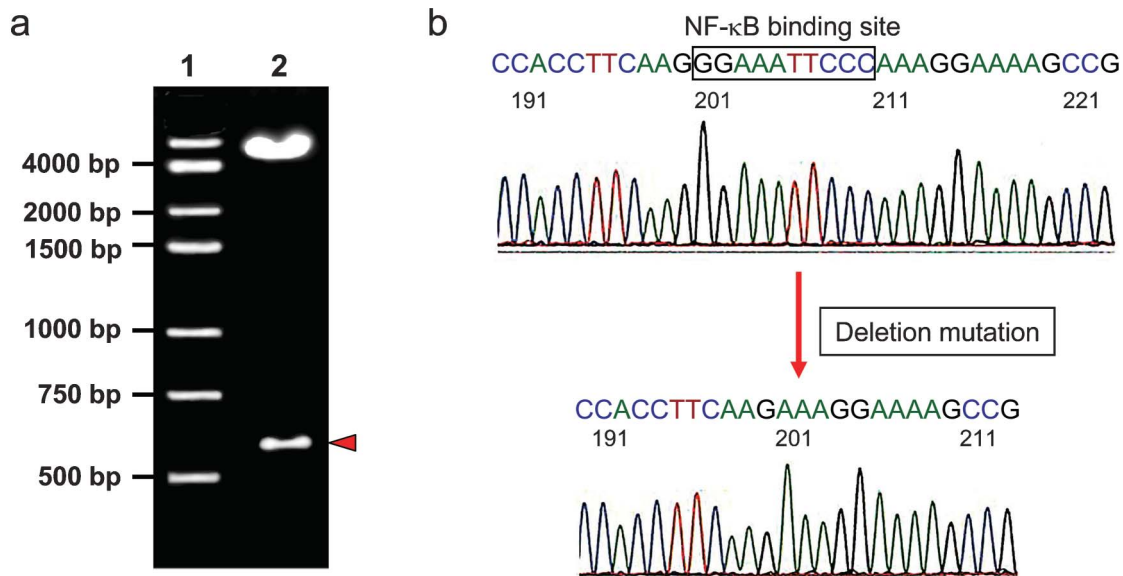 a
1 2
4000 bp
2000 bp
1500 bp
1000 bp
750 bp
500 bp
b
NF-κB binding site
CCACCTTCAAGGGAAATTCCCAAAGGAAAAGCCG
191 201 211 221
Deletion mutation
CCACCTTCAAGAAAGGAAAAGCCG
191 201 211